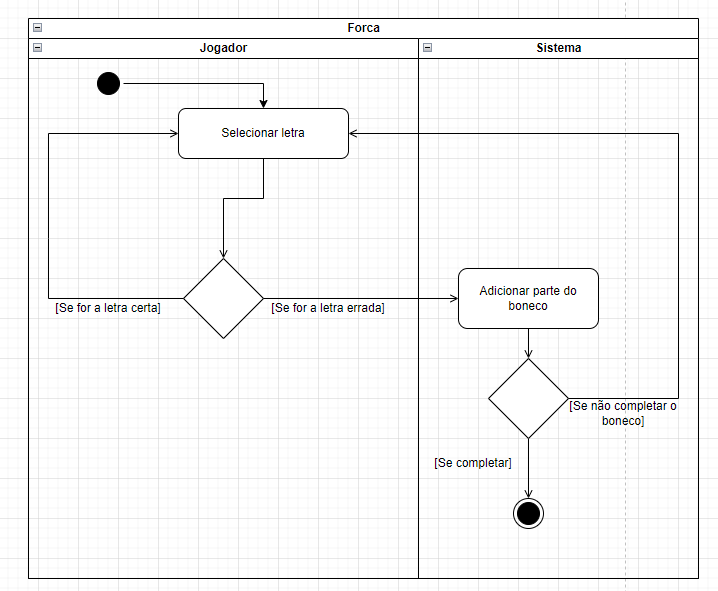 Forca
Jogador
Sistema
Selecionar letra
[Se for a letra certa]
[Se for a letra errada]
Adicionar parte do
boneco
[Se não completar o
boneco]
[Se completar]